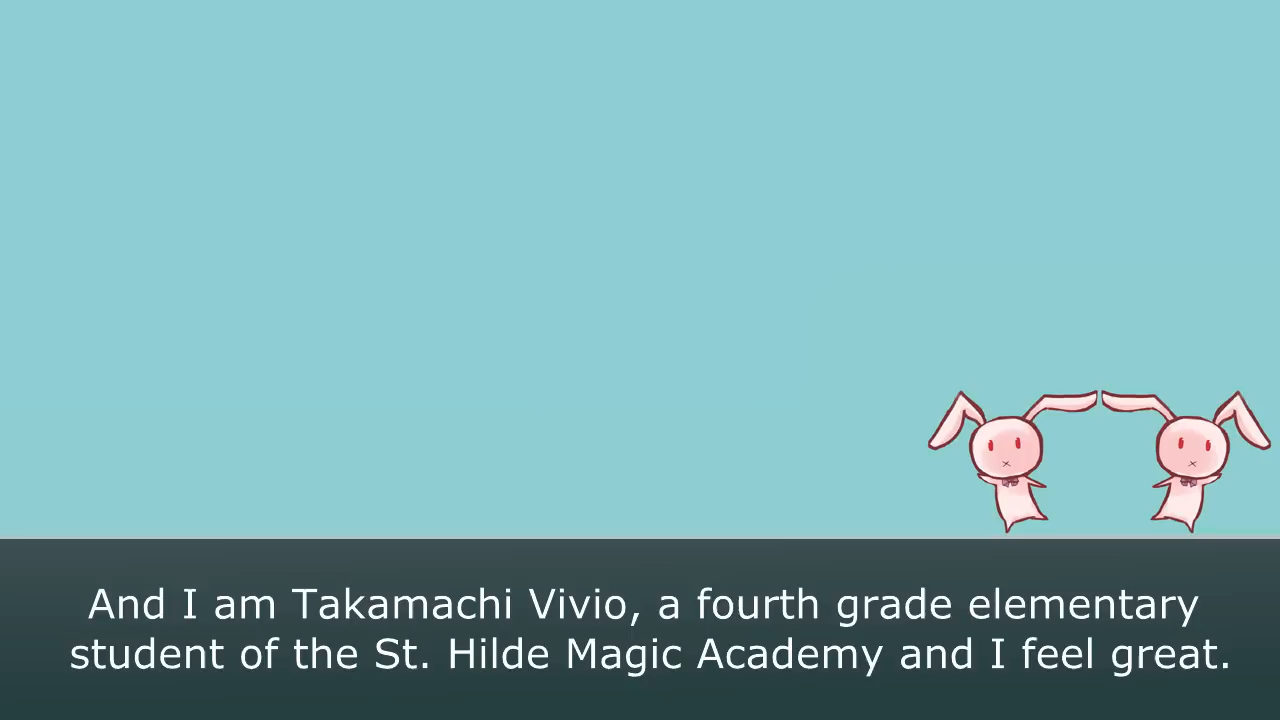 And I am Takamachi Vivio, a fourth grade elementary
student of the St. Hilde Magic Academy and I feel great.